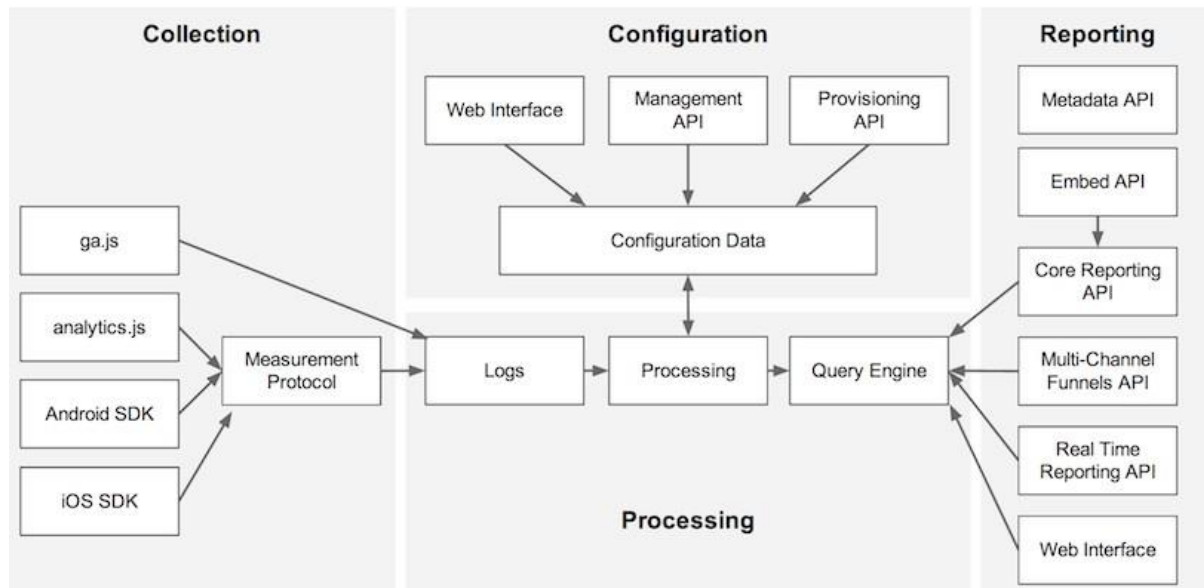 Collection
ga.js
analytics.js
Android SDK
iOS SDK
Measurement
Protocol
Configuration
Web Interface
Management
API
Provisioning
API
Configuration Data
Logs
Processing
Query Engine
Processing
Reporting
Metadata API
Embed API
Core Reporting
API
Multi-Channel
Funnels API
Real Time
Reporting API
Web Interface